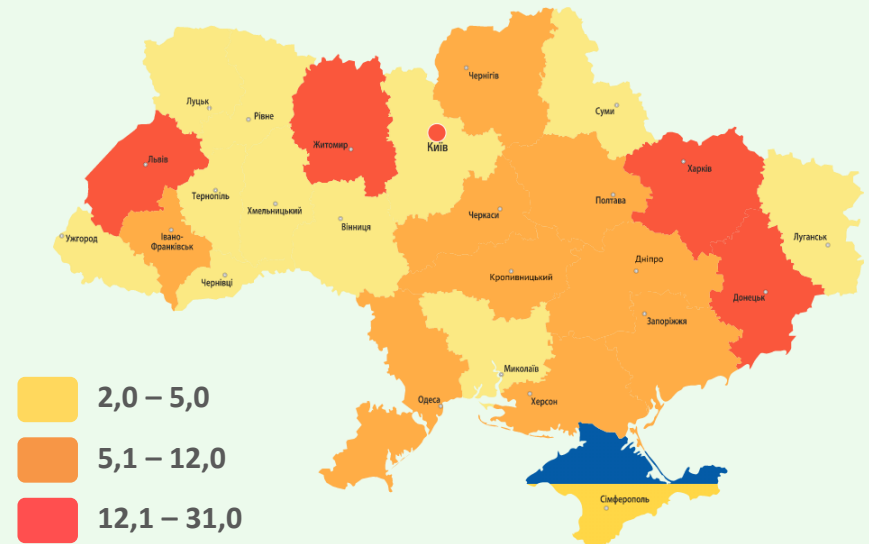 Чернігів
Луцьк
Рівне
Суми
Житомир
Київ
Львів
Харків
Тернопіль
Хмельницький
Черкаси
Полтава
Вінниця
Ужгород
Івано-
Франківськ
Луганськ
Дніпро
Чернівці
Кропивницький
Донецьк
Запоріжжя
Миколаїв
Одеса
Херсон
Сімферополь
2,0 – 5,0
5,1 – 12,0
12,1 – 31,0